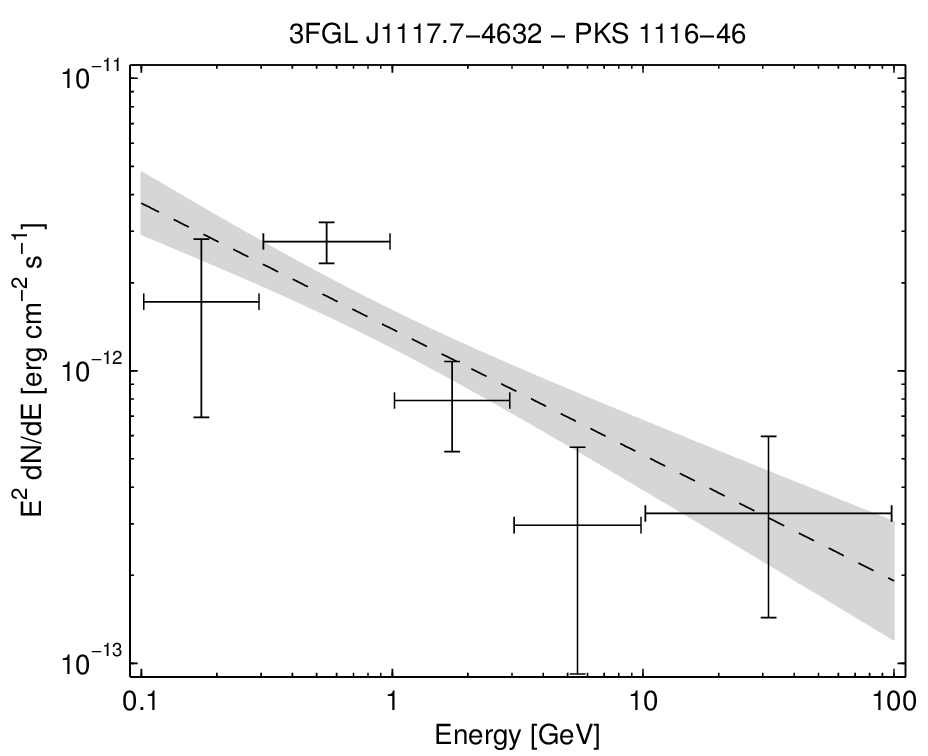 3FGL J1117.7−4632 − PKS 1116−46
E² dN/dE [erg cm⁻² s⁻¹]
10⁻¹¹
10⁻¹²
10⁻¹³
0.1 1 10 100
Energy [GeV]